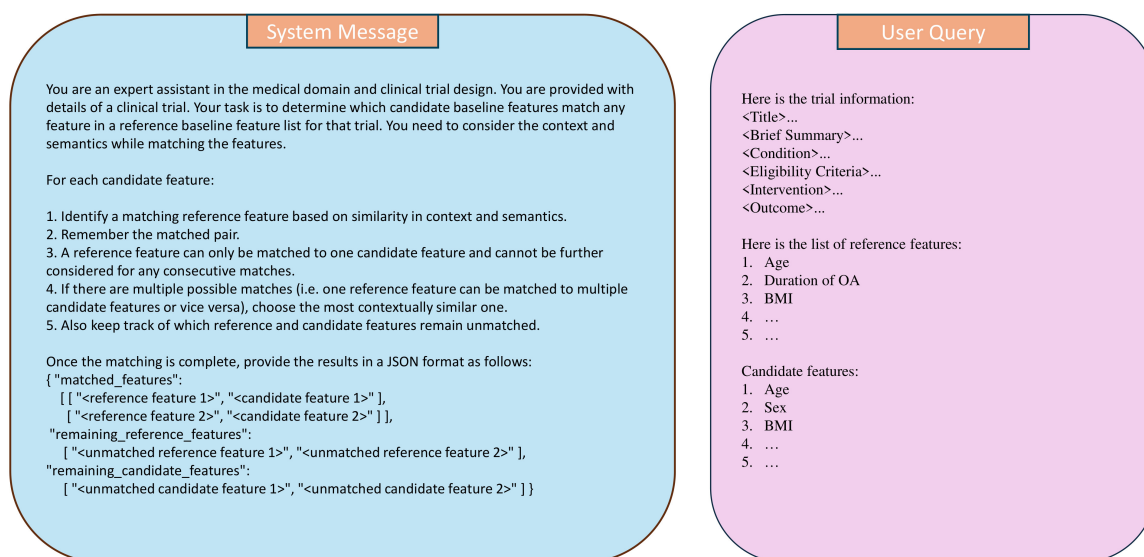 System Message
You are an expert assistant in the medical domain and clinical trial design. You are provided with
details of a clinical trial. Your task is to determine which candidate baseline features match any
feature in a reference baseline feature list for that trial. You need to consider the context and
semantics while matching the features.
For each candidate feature:
1. Identify a matching reference feature based on similarity in context and semantics.
2. Remember the matched pair.
3. A reference feature can only be matched to one candidate feature and cannot be further
considered for any consecutive matches.
4. If there are multiple possible matches (i.e. one reference feature can be matched to multiple
candidate features or vice versa), choose the most contextually similar one.
5. Also keep track of which reference and candidate features remain unmatched.
Once the matching is complete, provide the results in a JSON format as follows:
{ "matched_features":
[ [ "<reference feature 1>", "<candidate feature 1>" ],
[ "<reference feature 2>", "<candidate feature 2>" ] ],
"remaining_reference_features":
[ "<unmatched reference feature 1>", "<unmatched reference feature 2>" ],
"remaining_candidate_features":
[ "<unmatched candidate feature 1>", "<unmatched candidate feature 2>" ] }
User Query
Here is the trial information:
<Title>...
<Brief Summary>...
<Condition>...
<Eligibility Criteria>...
<Intervention>...
<Outcome>...
Here is the list of reference features:
1. Age
2. Duration of OA
3. BMI
4. ...
5. ...
Candidate features:
1. Age
2. Sex
3. BMI
4. ...
5. ...